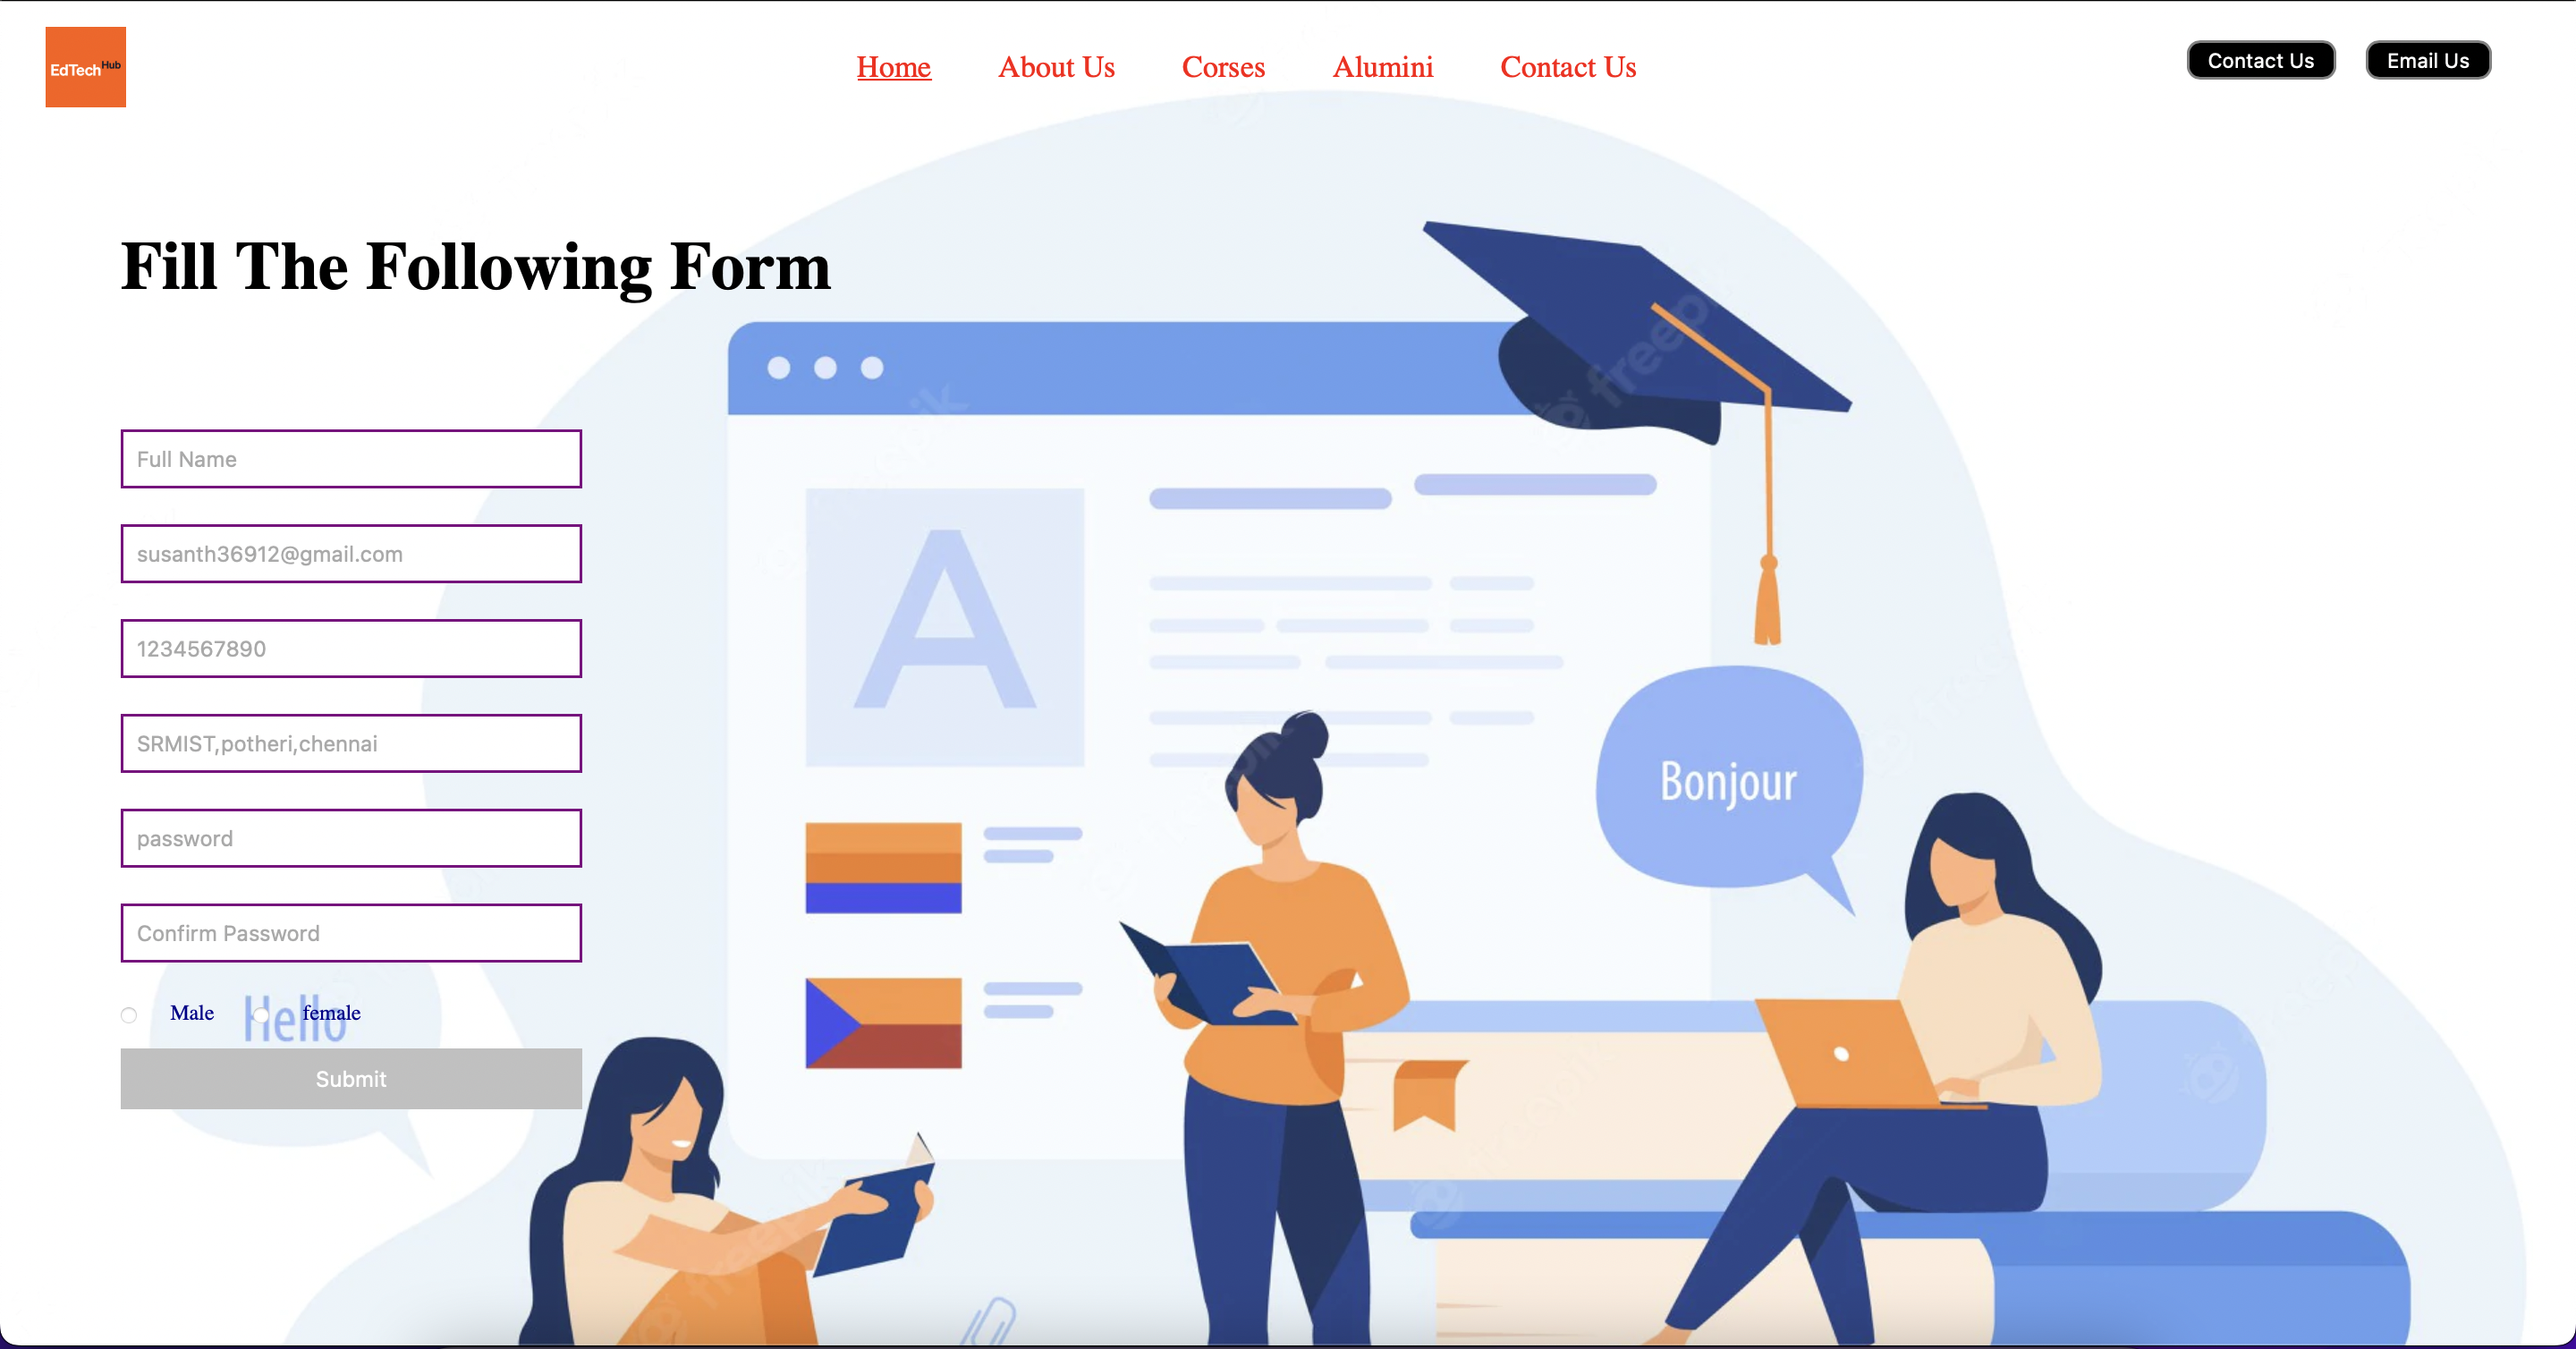 EdTech Hub
Home About Us Corses Alumini Contact Us
Contact Us Email Us
Fill The Following Form
Full Name
susanth36912@gmail.com
1234567890
SRMIST,potheri,chennai
password
Confirm Password
Male female
Hello
Submit
A
Bonjour
freepik